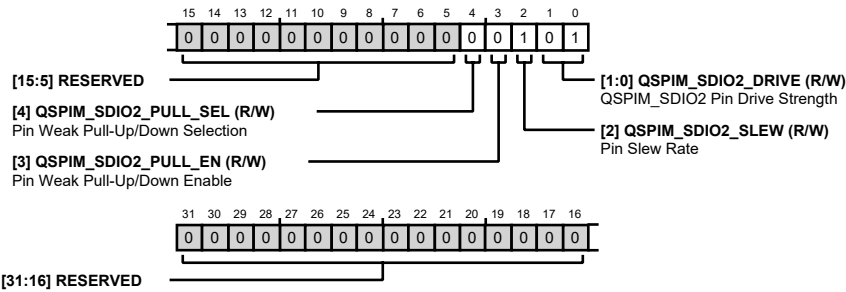 15 14 13 12 11 10 9 8 7 6 5 4 3 2 1 0
0 0 0 0 0 0 0 0 0 0 0 0 0 1 0 1
[15:5] RESERVED
[4] QSPIM_SDIO2_PULL_SEL (R/W)
Pin Weak Pull-Up/Down Selection
[3] QSPIM_SDIO2_PULL_EN (R/W)
Pin Weak Pull-Up/Down Enable
[1:0] QSPIM_SDIO2_DRIVE (R/W)
QSPIM_SDIO2 Pin Drive Strength
[2] QSPIM_SDIO2_SLEW (R/W)
Pin Slew Rate
31 30 29 28 27 26 25 24 23 22 21 20 19 18 17 16
0 0 0 0 0 0 0 0 0 0 0 0 0 0 0 0
[31:16] RESERVED